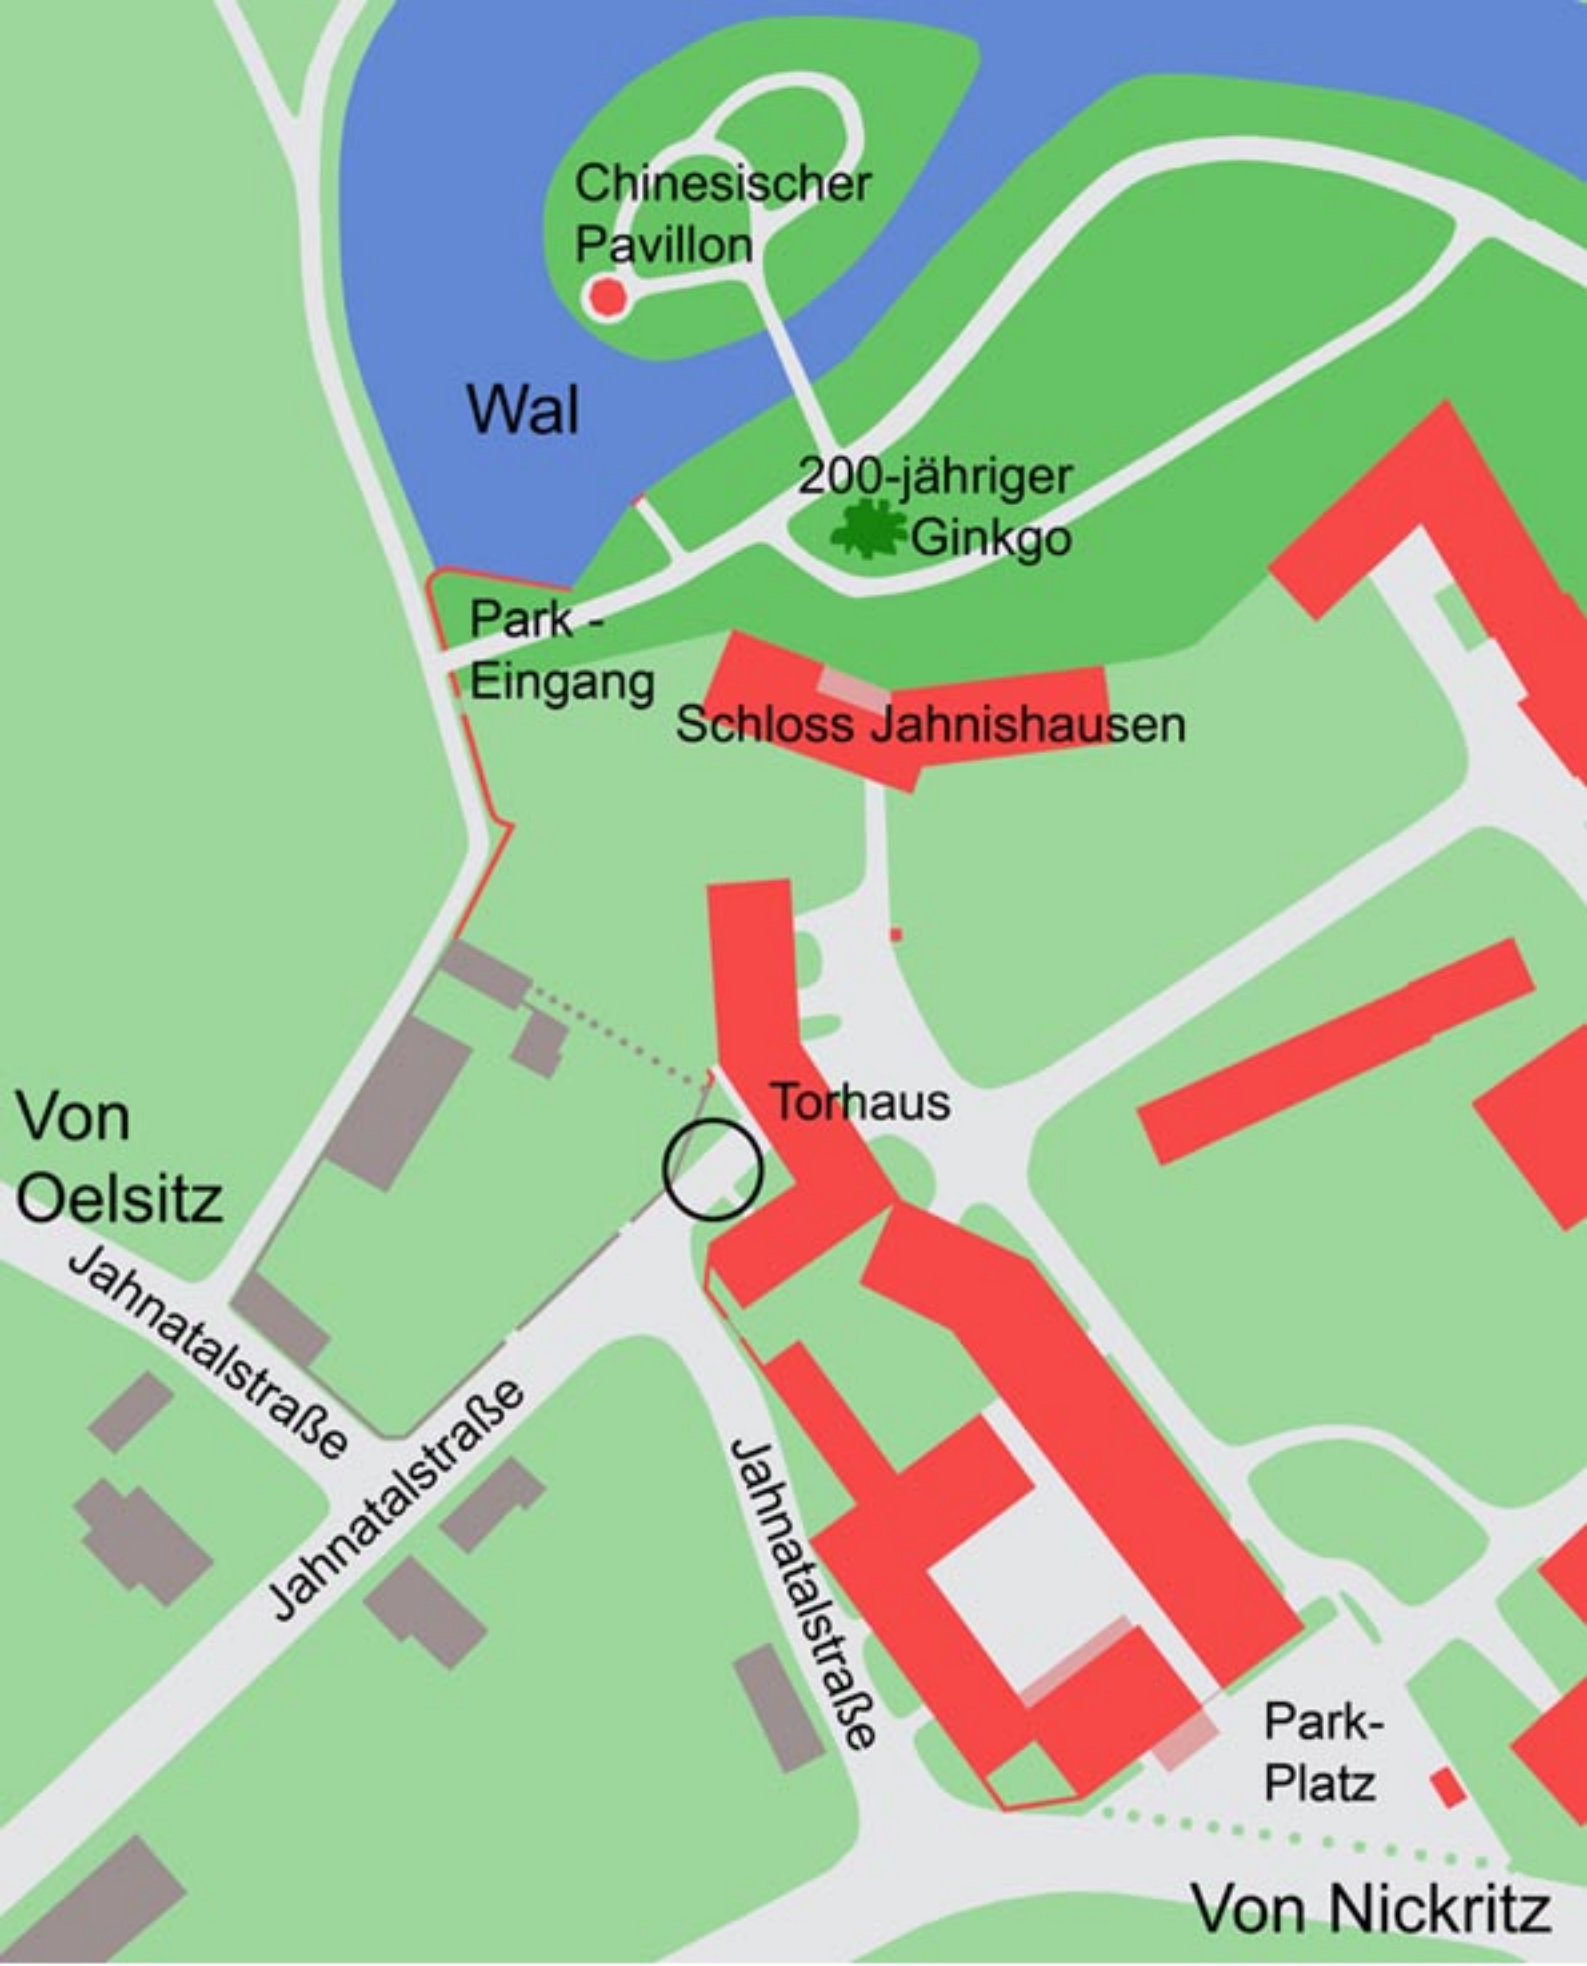 Chinesischer
Pavillon
Wal
200-jähriger
Ginkgo
Park -
Eingang
Schloss Jahnishausen
Torhaus
Von
Oelsitz
Jahnatalstraße
Jahnatalstraße
Jahnatalstraße
Park-
Platz
Von Nickritz